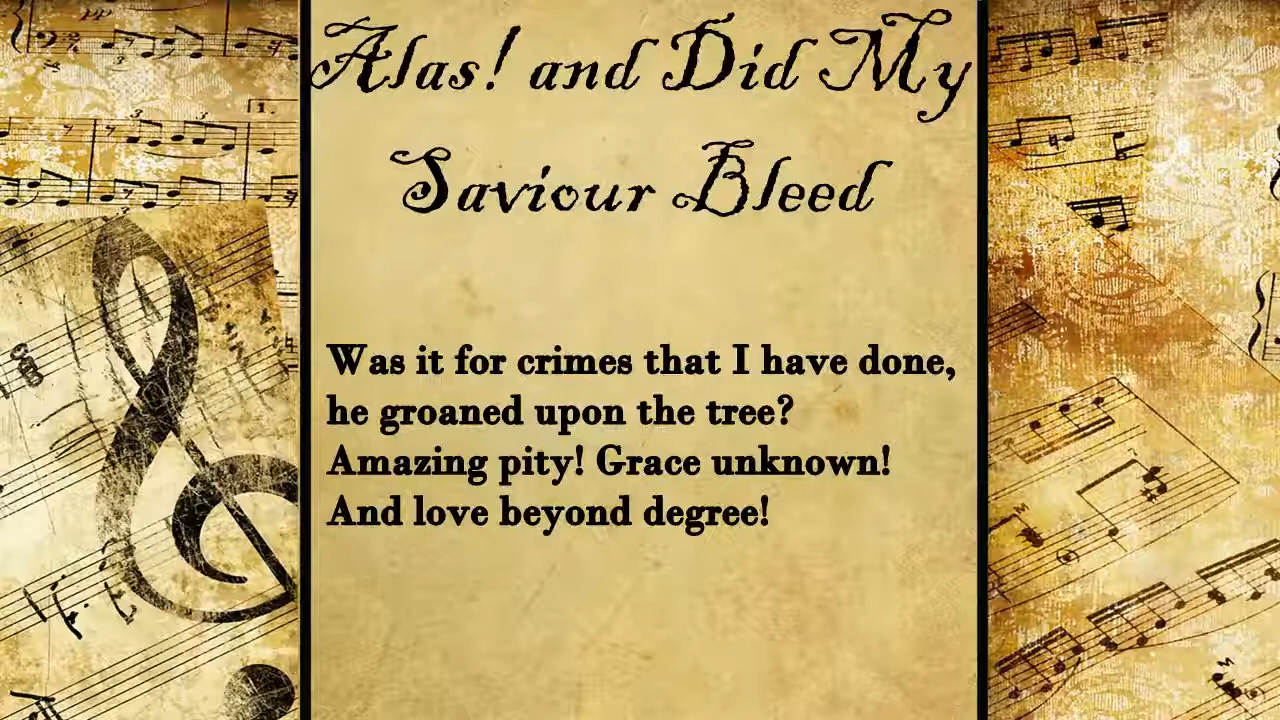 Alas! and Did My
Saviour Bleed
Was it for crimes that I have done,
he groaned upon the tree?
Amazing pity! Grace unknown!
And love beyond degree!